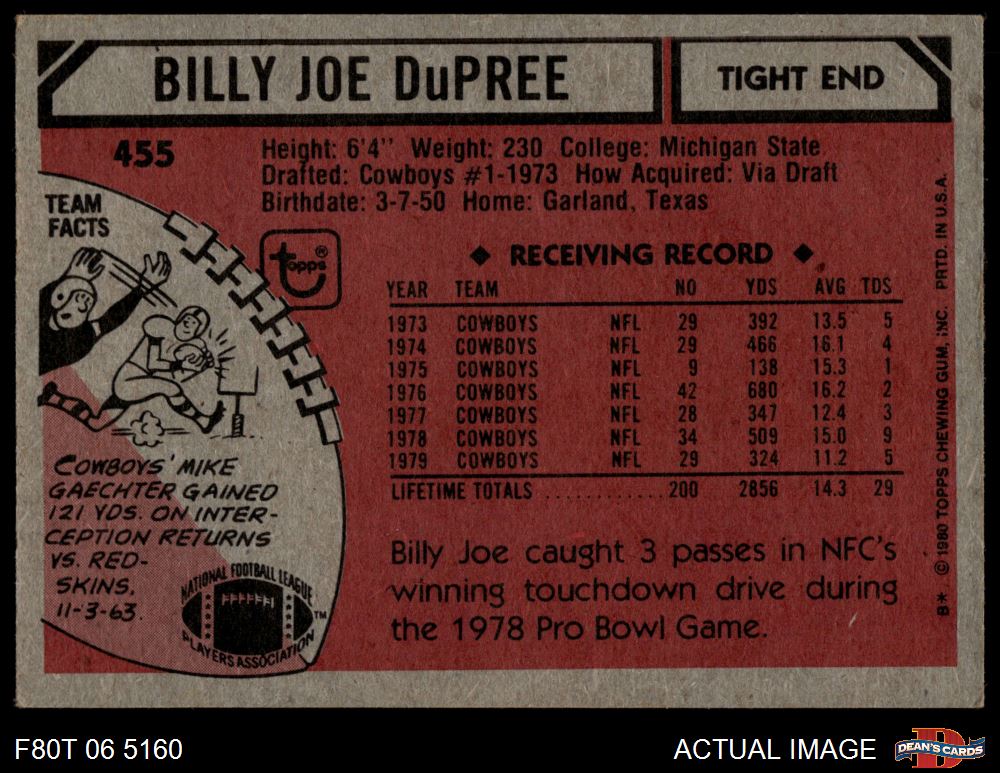 BILLY JOE DuPREE
TIGHT END
455
Height: 6'4" Weight: 230 College: Michigan State
Drafted: Cowboys #1-1973 How Acquired: Via Draft
Birthdate: 3-7-50 Home: Garland, Texas
TEAM
FACTS
topps®
◆ RECEIVING RECORD ◆
YEAR TEAM NO YDS AVG TDS
1973 COWBOYS NFL 29 392 13.5 5
1974 COWBOYS NFL 29 466 16.1 4
1975 COWBOYS NFL 9 138 15.3 1
1976 COWBOYS NFL 42 680 16.2 2
1977 COWBOYS NFL 28 347 12.4 3
1978 COWBOYS NFL 34 509 15.0 9
1979 COWBOYS NFL 29 324 11.2 5
LIFETIME TOTALS ............ 200 2856 14.3 29
COWBOYS' MIKE
GAECHTER GAINED
121 YDS. ON INTER-
CEPTION RETURNS
VS. RED-
SKINS,
11-3-63.
NATIONAL FOOTBALL LEAGUE
PLAYERS ASSOCIATION
TM
Billy Joe caught 3 passes in NFC's
winning touchdown drive during
the 1978 Pro Bowl Game.
B* © 1980 TOPPS CHEWING GUM, INC. PRTD. IN U.S.A.
F80T 06 5160
ACTUAL IMAGE
DEAN'S CARDS